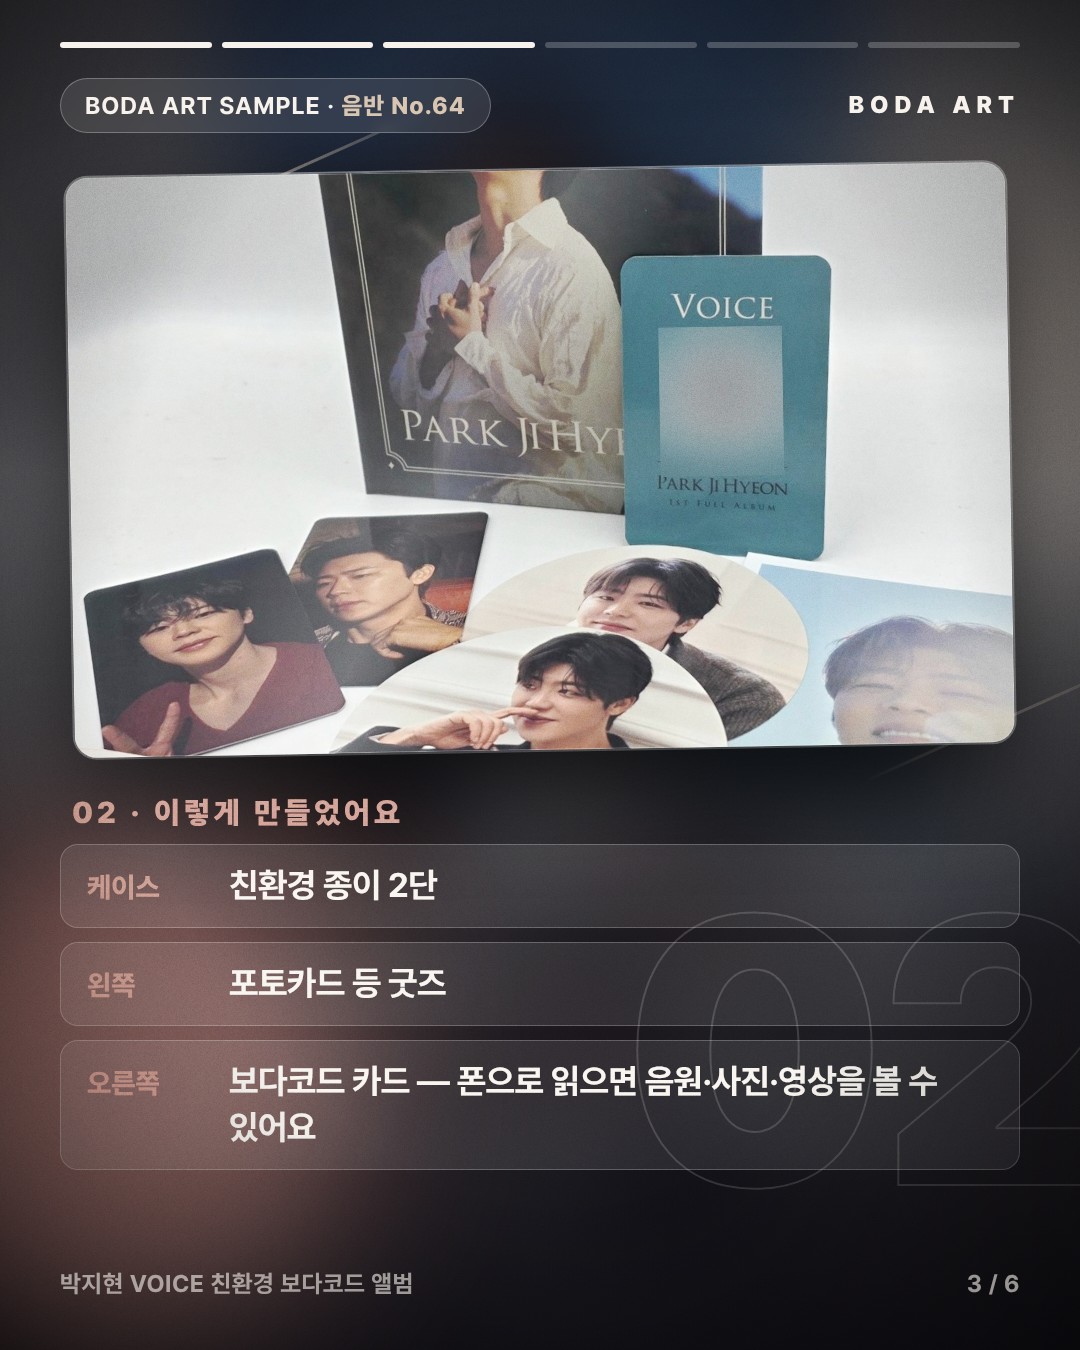 BODA ART SAMPLE · 음반 No.64
BODA ART
VOICE
PARK JI HYE
PARK JI HYEON
1ST FULL ALBUM
02 · 이렇게 만들었어요
케이스 친환경 종이 2단
왼쪽 포토카드 등 굿즈
오른쪽 보다코드 카드 — 폰으로 읽으면 음원·사진·영상을 볼 수
있어요
02
박지현 VOICE 친환경 보다코드 앨범
3 / 6